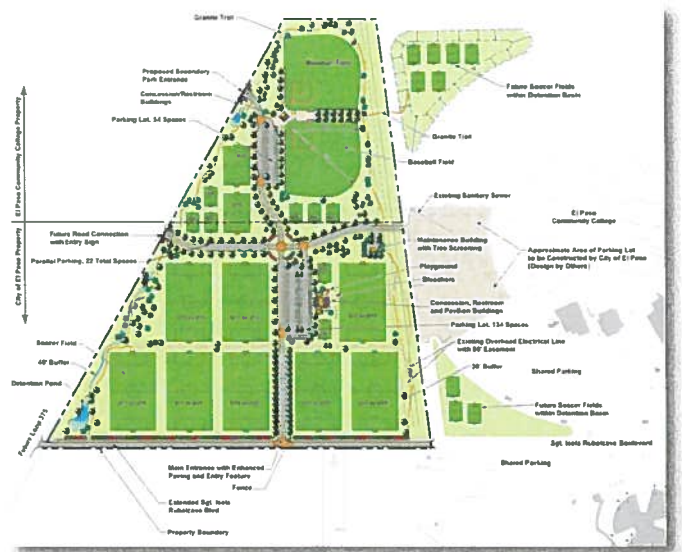 Granite Trail
Baseball Field
Proposed Secondary
Park Entrance
Concession/Restroom
Buildings
Parking Lot, 54 Spaces
Future Soccer Fields
within Detention Basin
Granite Trail
Baseball Field
El Paso Community College Property
City of El Paso Property
Existing Sanitary Sewer
El Paso
Community College
Future Road Connection
with Entry Sign
Maintenance Building
with Tree Screening
Approximate Area of Parking Lot
to be Constructed by City of El Paso
(Design by Others)
Parallel Parking, 22 Total Spaces
Playground
Bleachers
Concession, Restroom
and Pavilion Buildings
Parking Lot, 134 Spaces
Soccer Field
Existing Overhead Electrical Line
with 50' Easement
40' Buffer
30' Buffer
Shared Parking
Detention Pond
Future Soccer Fields
within Detention Basin
Future Loop 375
Boulevard
Shared Parking
Main Entrance with Enhanced
Paving and Entry Feature
Fence
Extended Sgt.
Blvd
Property Boundary